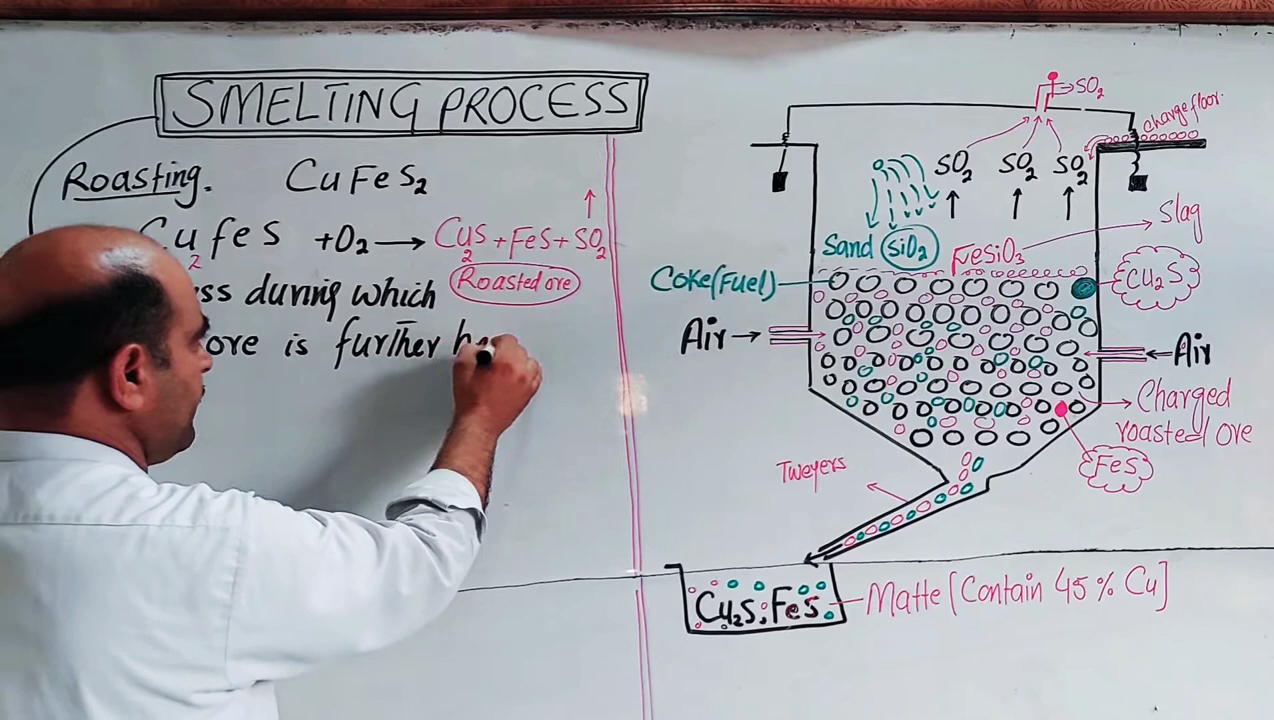 SMELTING PROCESS
Roasting. CuFeS2
Cu2feS +O2 → Cu2S + FeS + SO2 ↑
Roasted ore
during which
ore is further
SO2
charge floor.
SO2 SO2 SO2
Slag
Sand SiO2
FeSiO3
Cu2S
Coke(Fuel)
Air →
← Air
Charged
roasted ore
FeS
Tweyers
Cu2S, FeS
Matte [Contain 45% Cu]